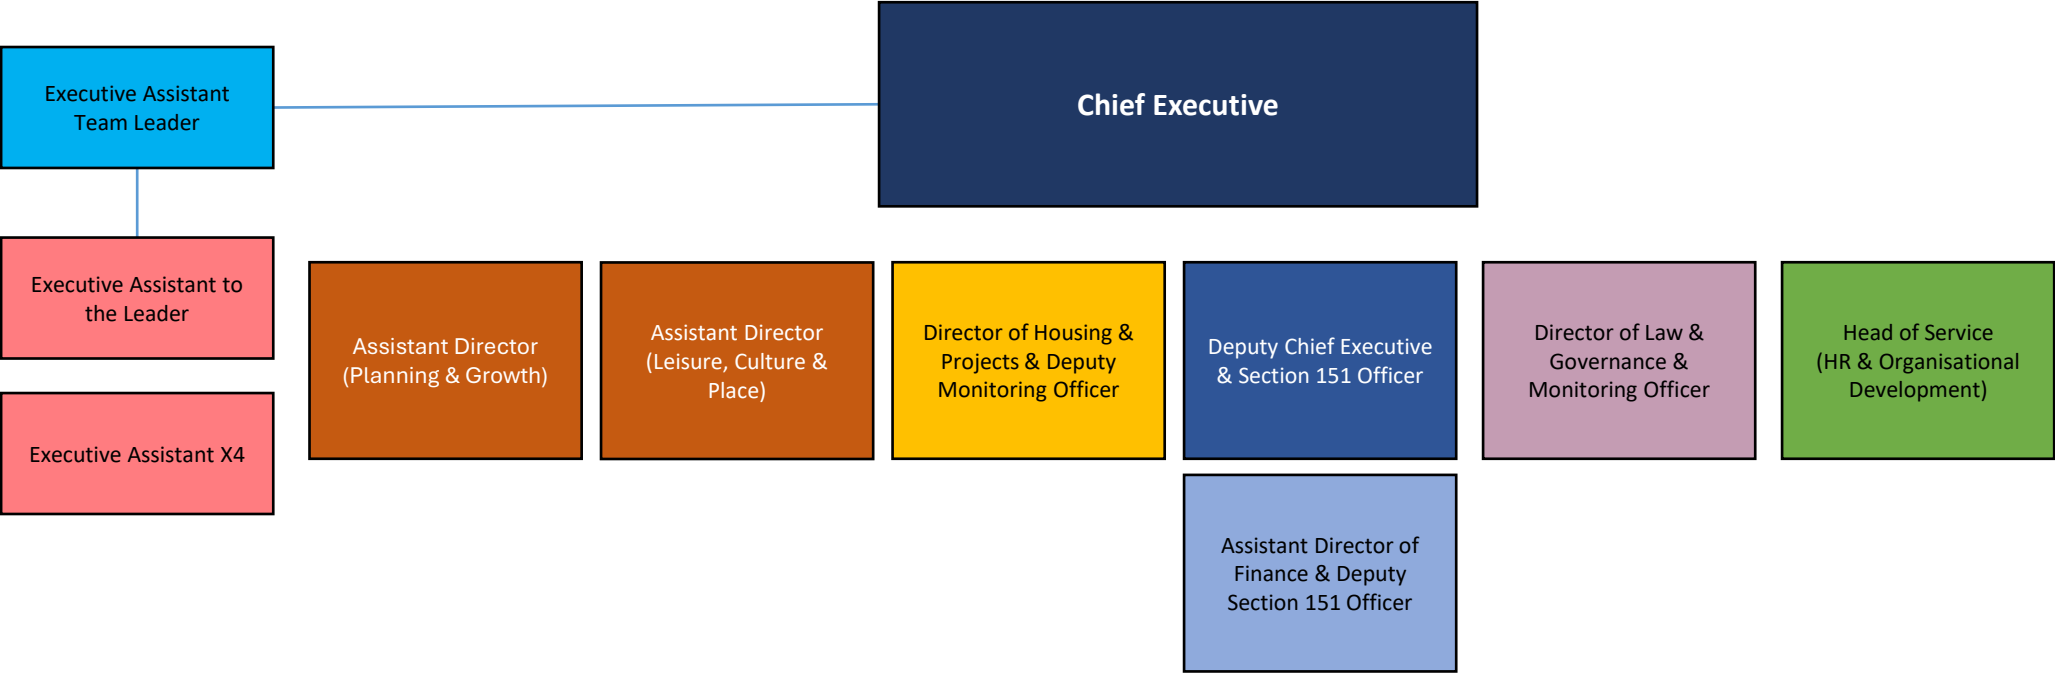 Chief Executive
Executive Assistant
Team Leader
Executive Assistant to
the Leader
Executive Assistant X4
Assistant Director
(Planning & Growth)
Assistant Director
(Leisure, Culture &
Place)
Director of Housing &
Projects & Deputy
Monitoring Officer
Deputy Chief Executive
& Section 151 Officer
Director of Law &
Governance &
Monitoring Officer
Head of Service
(HR & Organisational
Development)
Assistant Director of
Finance & Deputy
Section 151 Officer